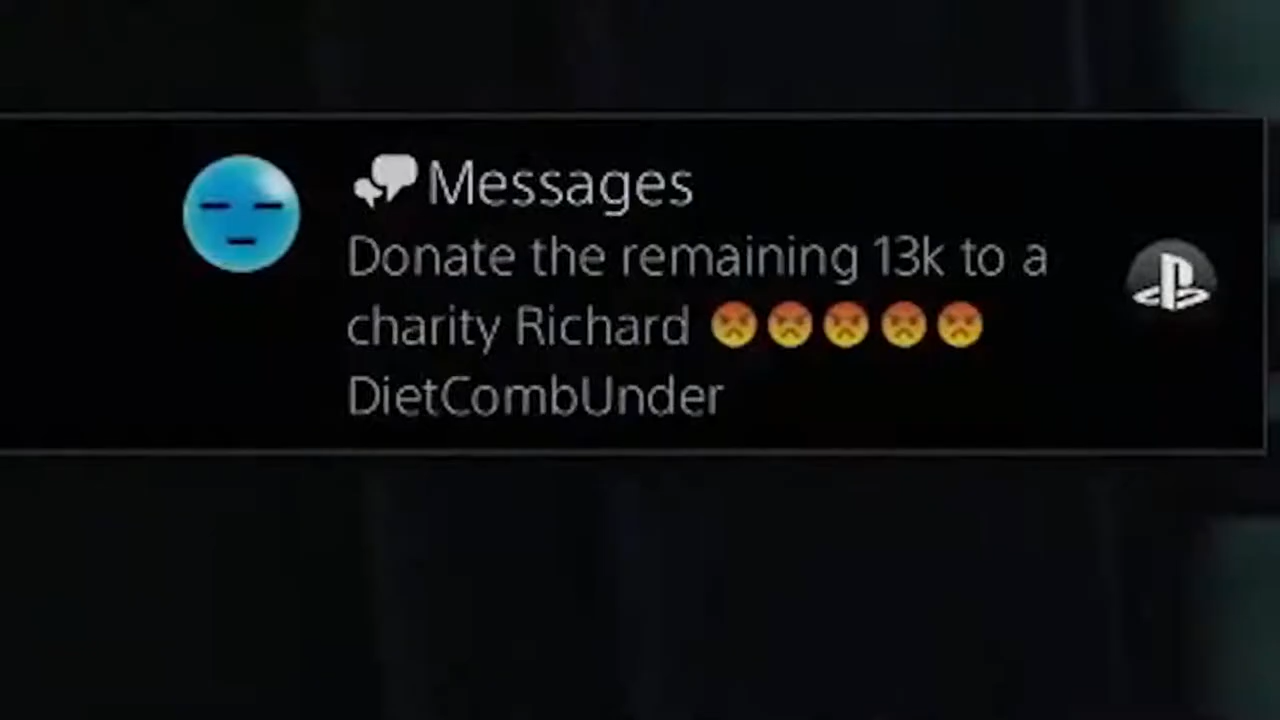 Messages
Donate the remaining 13k to a
charity Richard 😡😡😡😡😡
DietCombUnder